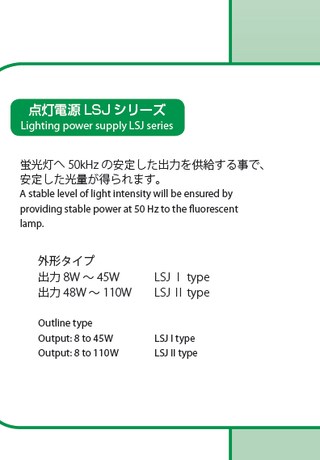 点灯電源 LSJ シリーズ
Lighting power supply LSJ series
蛍光灯へ 50kHz の安定した出力を供給する事で、
安定した光量が得られます。
A stable level of light intensity will be ensured by
providing stable power at 50 Hz to the fluorescent
lamp.
外形タイプ
出力 8W ～ 45W LSJ Ⅰ type
出力 48W ～ 110W LSJ Ⅱ type
Outline type
Output: 8 to 45W LSJ I type
Output: 8 to 110W LSJ II type